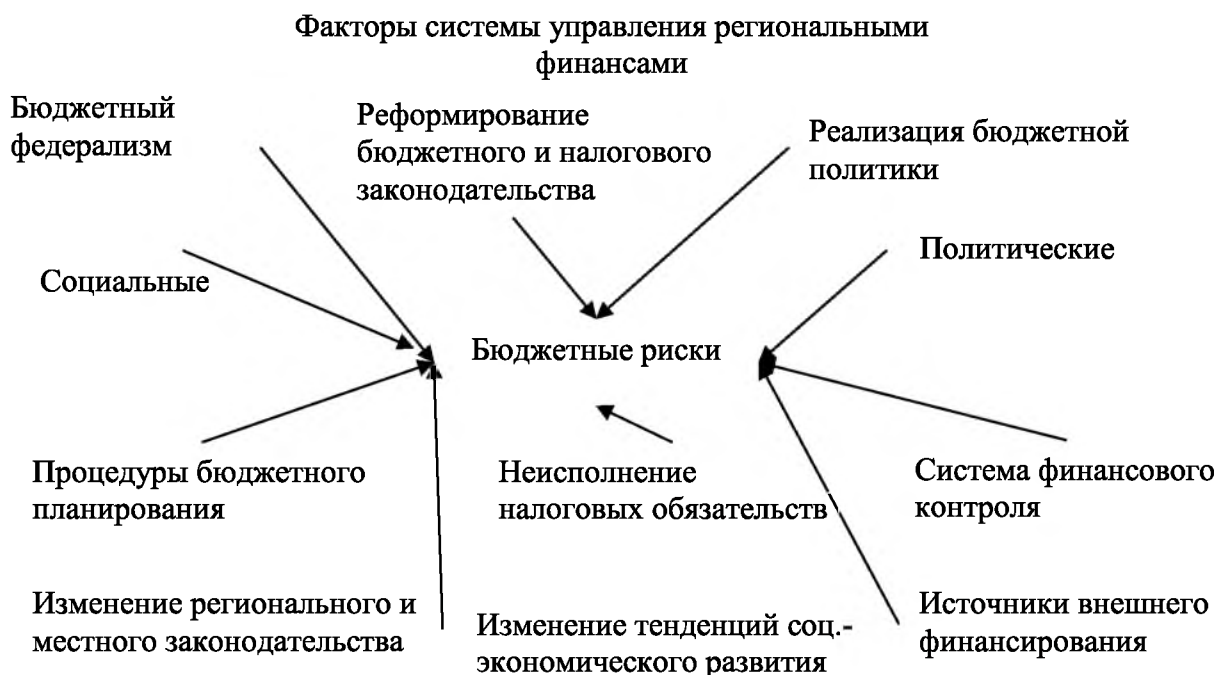 Факторы системы управления региональными
финансами
Бюджетный
федерализм
Реформирование
бюджетного и налогового
законодательства
Реализация бюджетной
политики
Социальные
Политические
Бюджетные риски
Процедуры бюджетного
планирования
Неисполнение
налоговых обязательств
Система финансового
контроля
Изменение регионального и
местного законодательства
Изменение тенденций соц.-
экономического развития
Источники внешнего
финансирования